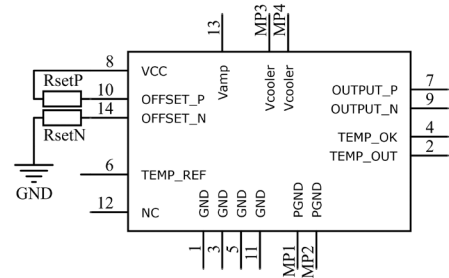 13
MP3
MP4
8
VCC
Vamp
Vcooler
Vcooler
RsetP
10
OFFSET_P
OUTPUT_P
7
14
OFFSET_N
OUTPUT_N
9
RsetN
TEMP_OK
4
TEMP_OUT
2
GND
6
TEMP_REF
12
NC
GND
GND
GND
GND
PGND
PGND
1
3
5
11
MP1
MP2